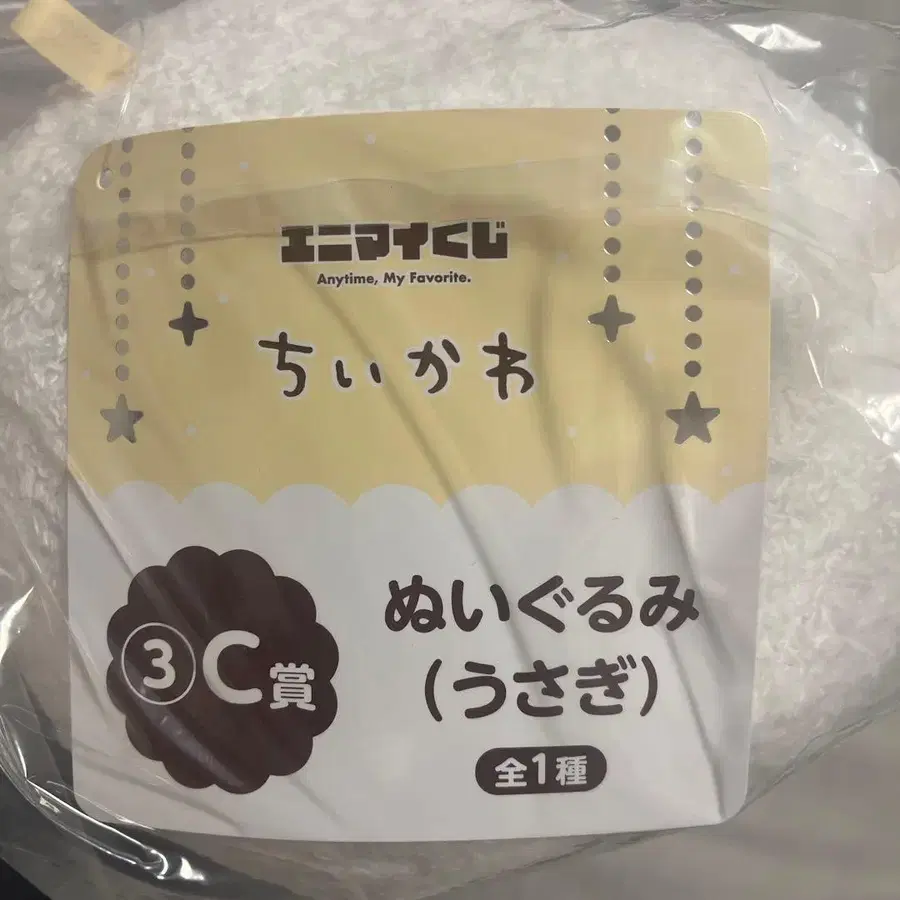 エニマイくじ
Anytime, My Favorite.
ちいかわ
③C賞
ぬいぐるみ
(うさぎ)
全1種